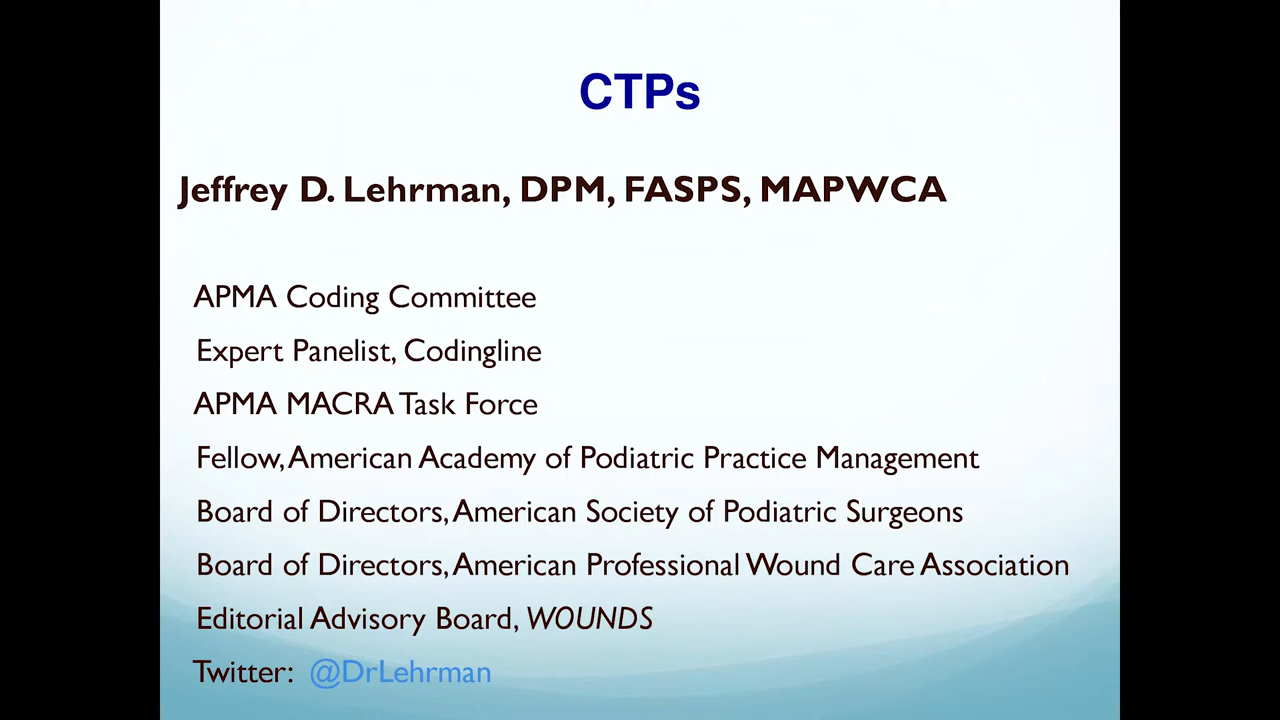 CTPs
Jeffrey D. Lehrman, DPM, FASPS, MAPWCA
APMA Coding Committee
Expert Panelist, Codingline
APMA MACRA Task Force
Fellow, American Academy of Podiatric Practice Management
Board of Directors, American Society of Podiatric Surgeons
Board of Directors, American Professional Wound Care Association
Editorial Advisory Board, WOUNDS
Twitter: @DrLehrman